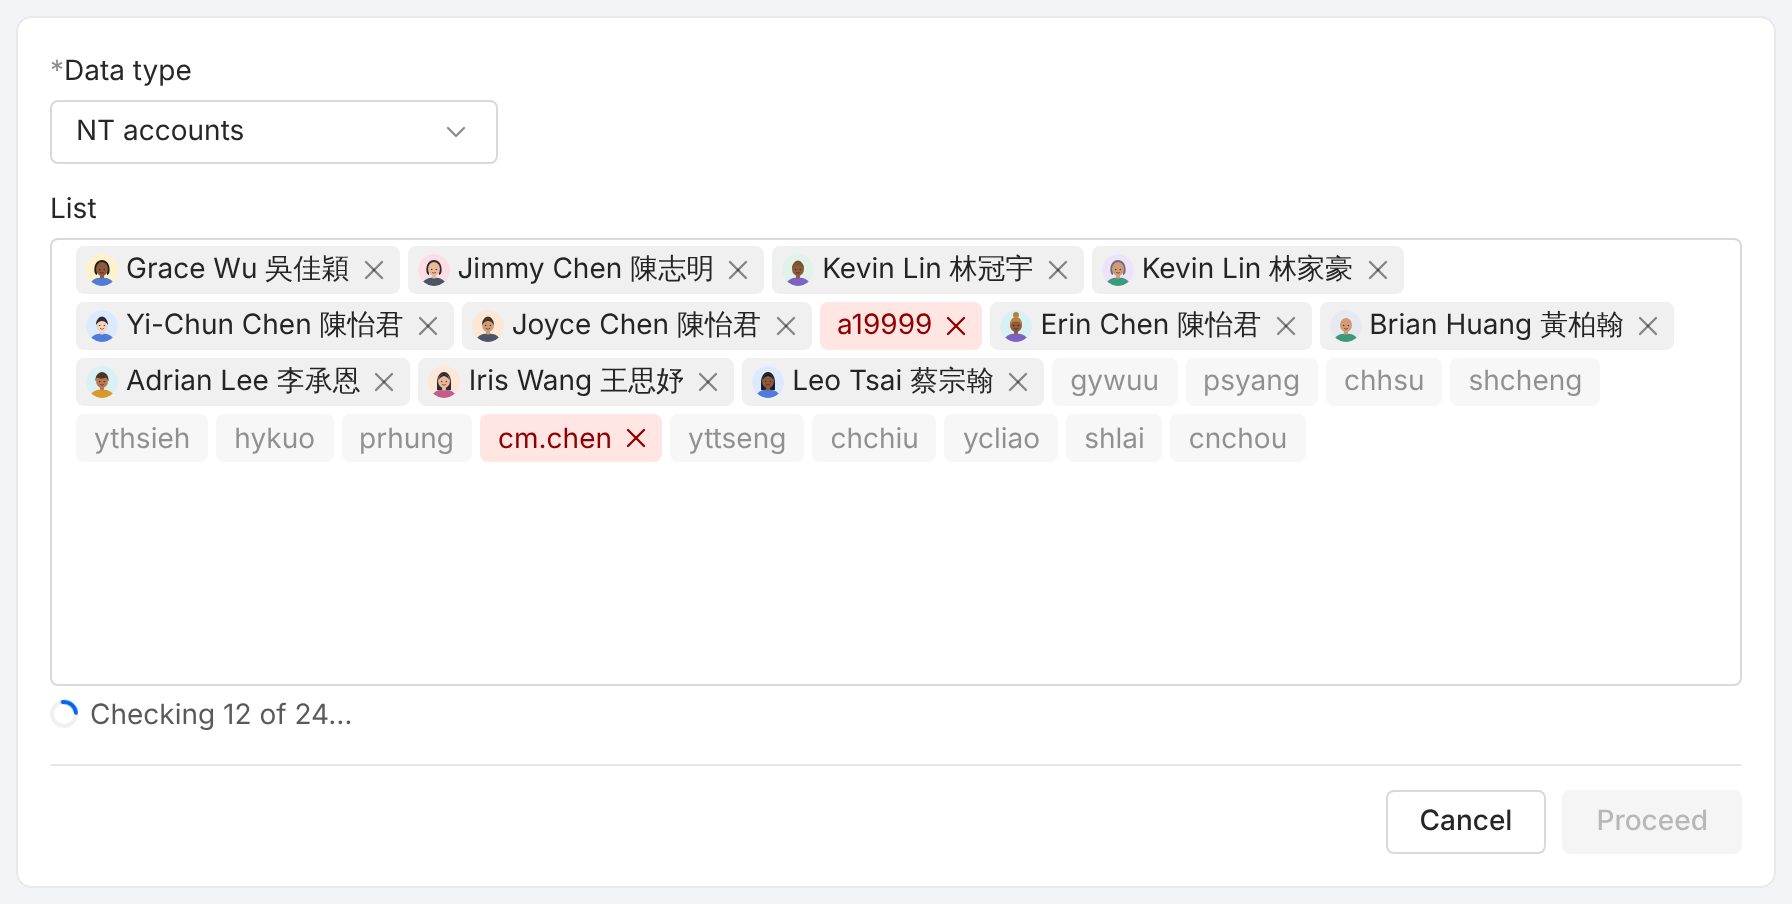 *Data type
NT accounts
List
Grace Wu 吳佳穎 Jimmy Chen 陳志明 Kevin Lin 林冠宇 Kevin Lin 林家豪
Yi-Chun Chen 陳怡君 Joyce Chen 陳怡君 a19999 Erin Chen 陳怡君 Brian Huang 黃柏翰
Adrian Lee 李承恩 Iris Wang 王思妤 Leo Tsai 蔡宗翰 gywuu psyang chhsu shcheng
ythsieh hykuo prhung cm.chen yttseng chchiu ycliao shlai cnchou
Checking 12 of 24...
Cancel Proceed